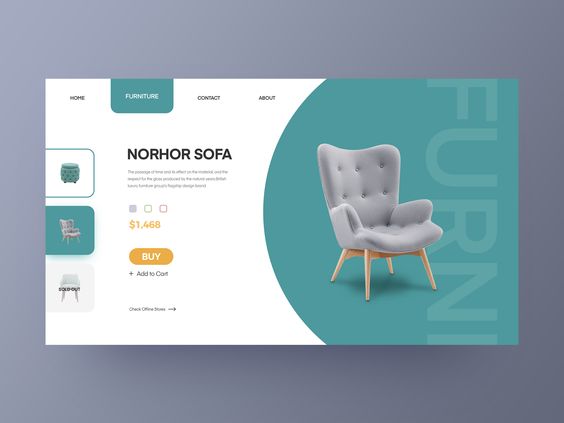 HOME
FURNITURE
CONTACT
ABOUT
NORHOR SOFA
The passage of time and its effect on the material, and the
respect for the glass produced by the natural years.British
luxury furniture group's flagship design brand
$1,468
BUY
+ Add to Cart
Check Offline Stores
SOLD OUT
FURNI